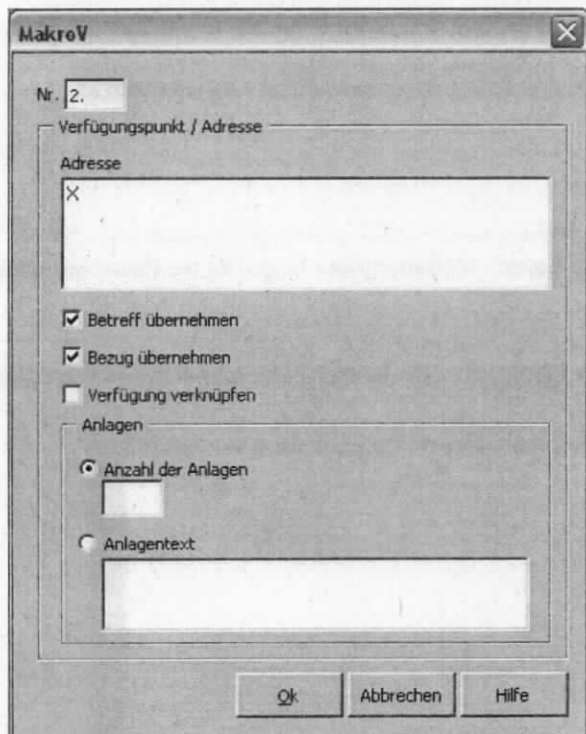 MakroV
Nr. 2.
Verfügungspunkt / Adresse
Adresse
X
Betreff übernehmen
Bezug übernehmen
Verfügung verknüpfen
Anlagen
Anzahl der Anlagen
Anlagentext
Ok Abbrechen Hilfe